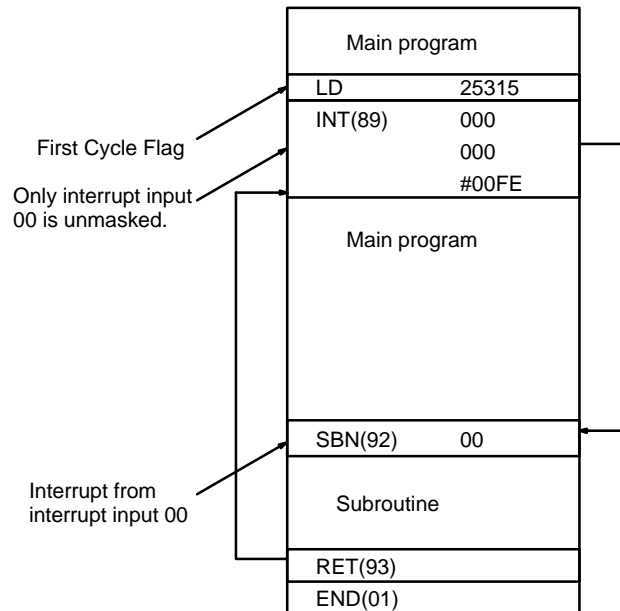 Main program
LD 25315
INT(89) 000
First Cycle Flag
000
Only interrupt input
00 is unmasked.
#00FE
Main program
SBN(92) 00
Interrupt from
interrupt input 00
Subroutine
RET(93)
END(01)